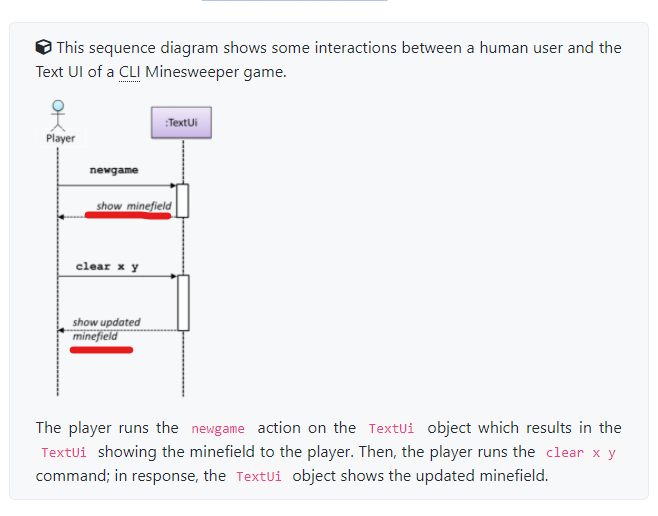 This sequence diagram shows some interactions between a human user and the
Text UI of a CLI Minesweeper game.
:TextUi
Player
newgame
show minefield
clear x y
show updated
minefield
The player runs the newgame action on the TextUi object which results in the
TextUi showing the minefield to the player. Then, the player runs the clear x y
command; in response, the TextUi object shows the updated minefield.